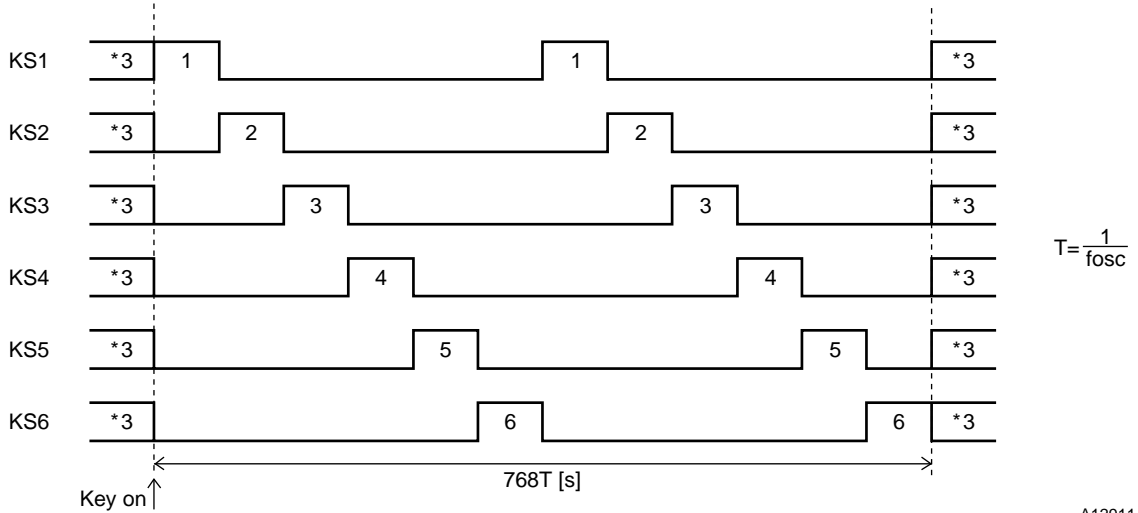 KS1 *3 1 1 *3
KS2 *3 2 2 *3
KS3 *3 3 3 *3
T=1/fosc
KS4 *3 4 4 *3
KS5 *3 5 5 *3
KS6 *3 6 6 *3
768T [s]
Key on